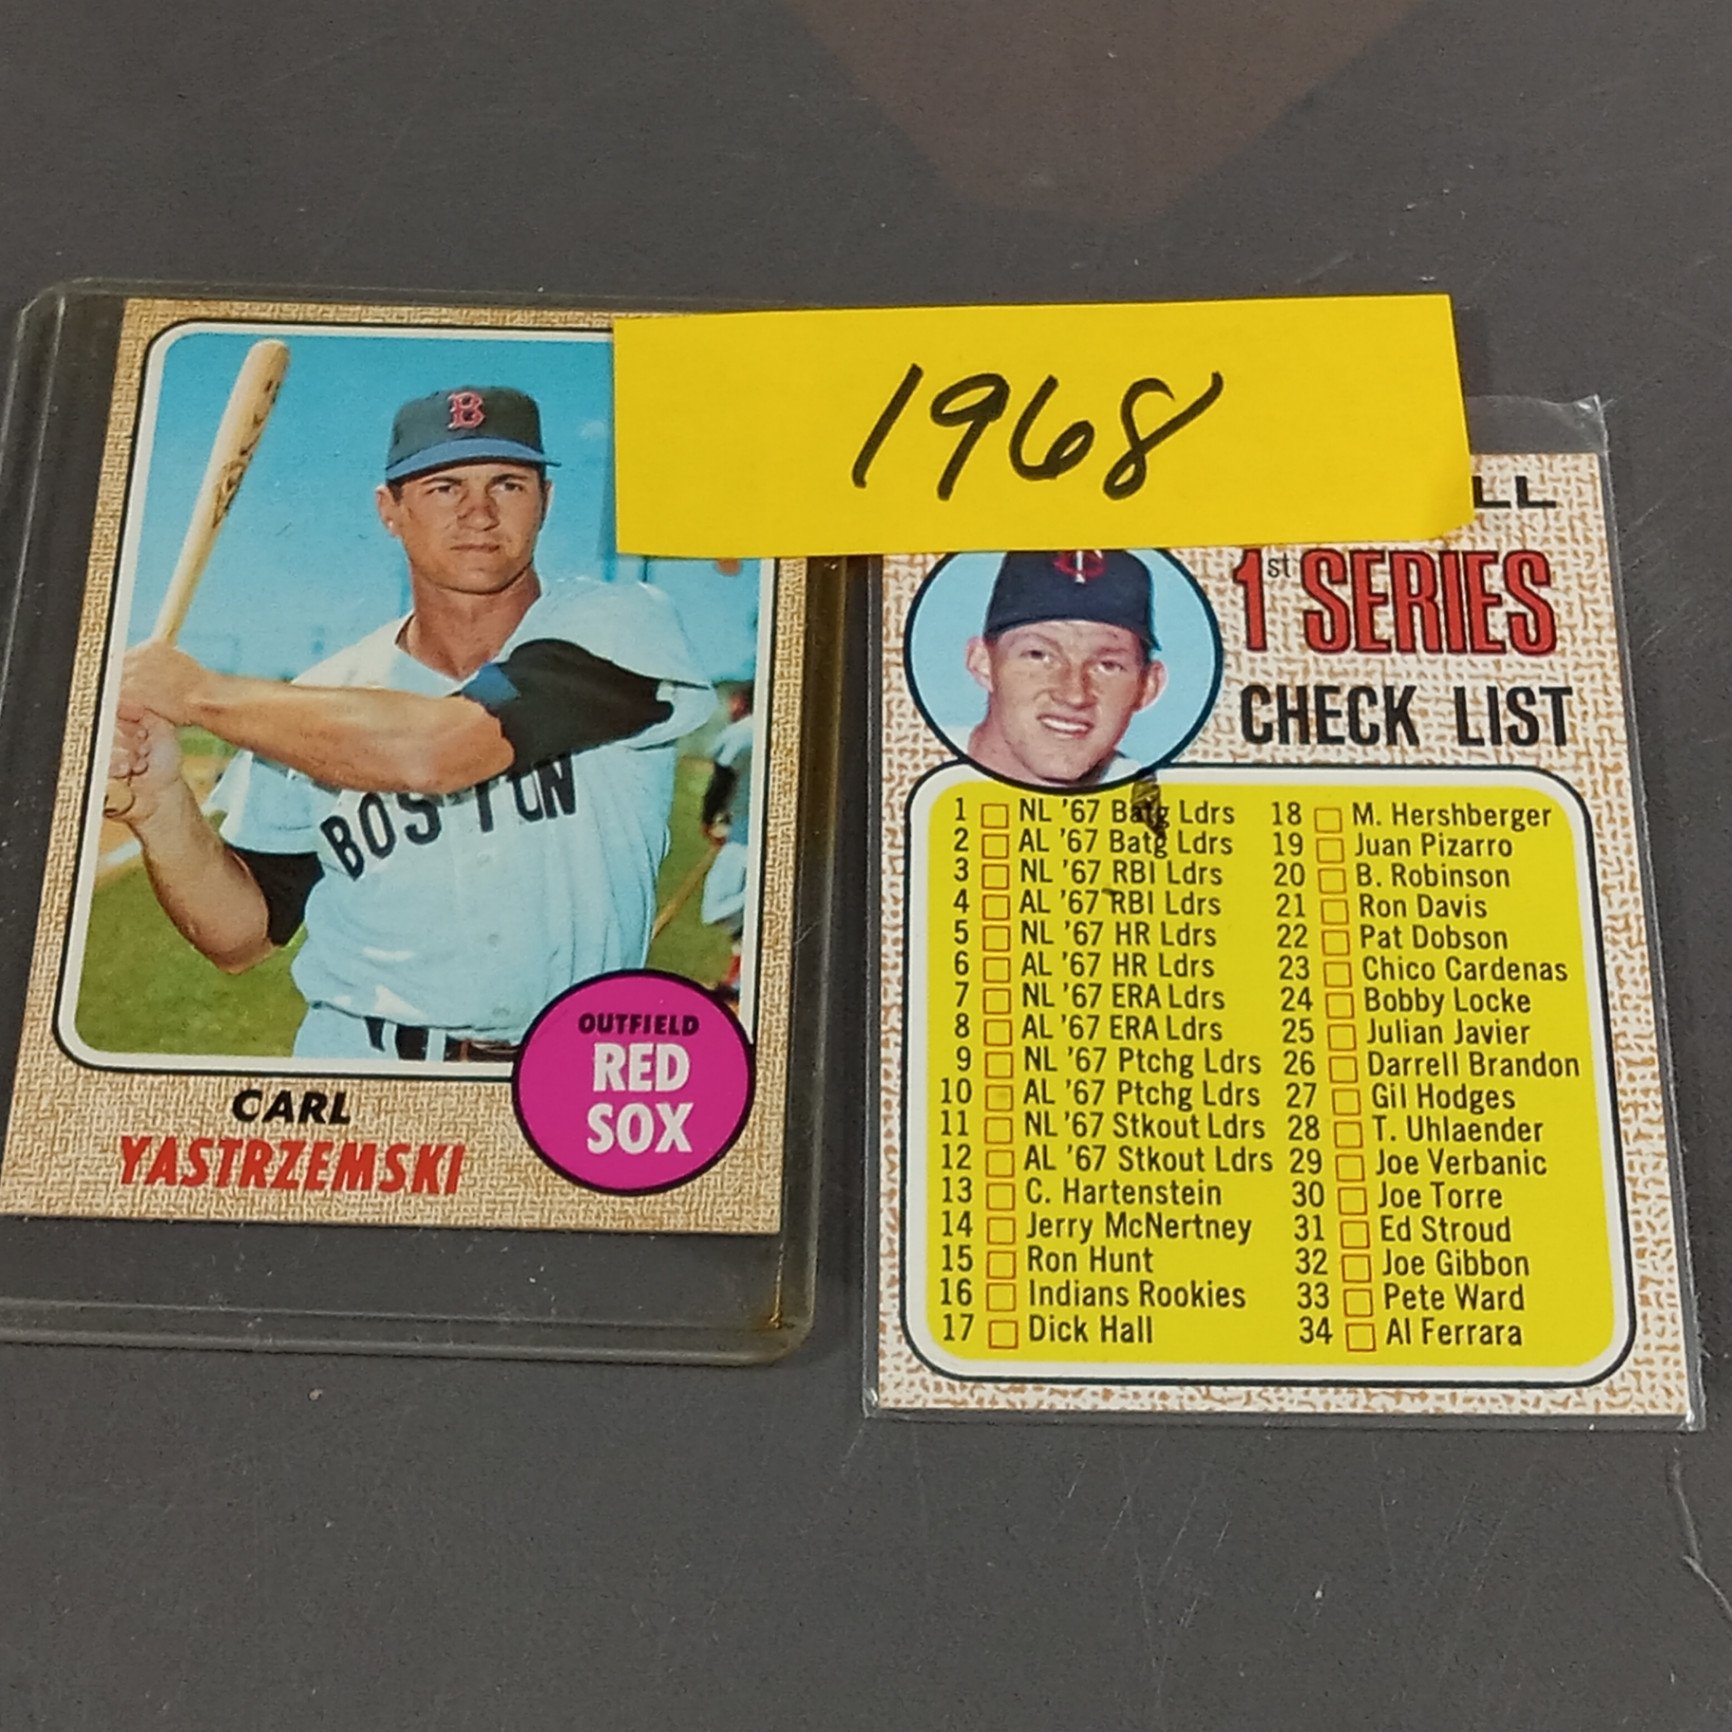 1968
B
BOSTON
OUTFIELD
RED
SOX
CARL
YASTRZEMSKI
LL
1st SERIES
CHECK LIST
TC
1 NL '67 Batg Ldrs
2 AL '67 Batg Ldrs
3 NL '67 RBI Ldrs
4 AL '67 RBI Ldrs
5 NL '67 HR Ldrs
6 AL '67 HR Ldrs
7 NL '67 ERA Ldrs
8 AL '67 ERA Ldrs
9 NL '67 Ptchg Ldrs
10 AL '67 Ptchg Ldrs
11 NL '67 Stkout Ldrs
12 AL '67 Stkout Ldrs
13 C. Hartenstein
14 Jerry McNertney
15 Ron Hunt
16 Indians Rookies
17 Dick Hall
18 M. Hershberger
19 Juan Pizarro
20 B. Robinson
21 Ron Davis
22 Pat Dobson
23 Chico Cardenas
24 Bobby Locke
25 Julian Javier
26 Darrell Brandon
27 Gil Hodges
28 T. Uhlaender
29 Joe Verbanic
30 Joe Torre
31 Ed Stroud
32 Joe Gibbon
33 Pete Ward
34 Al Ferrara